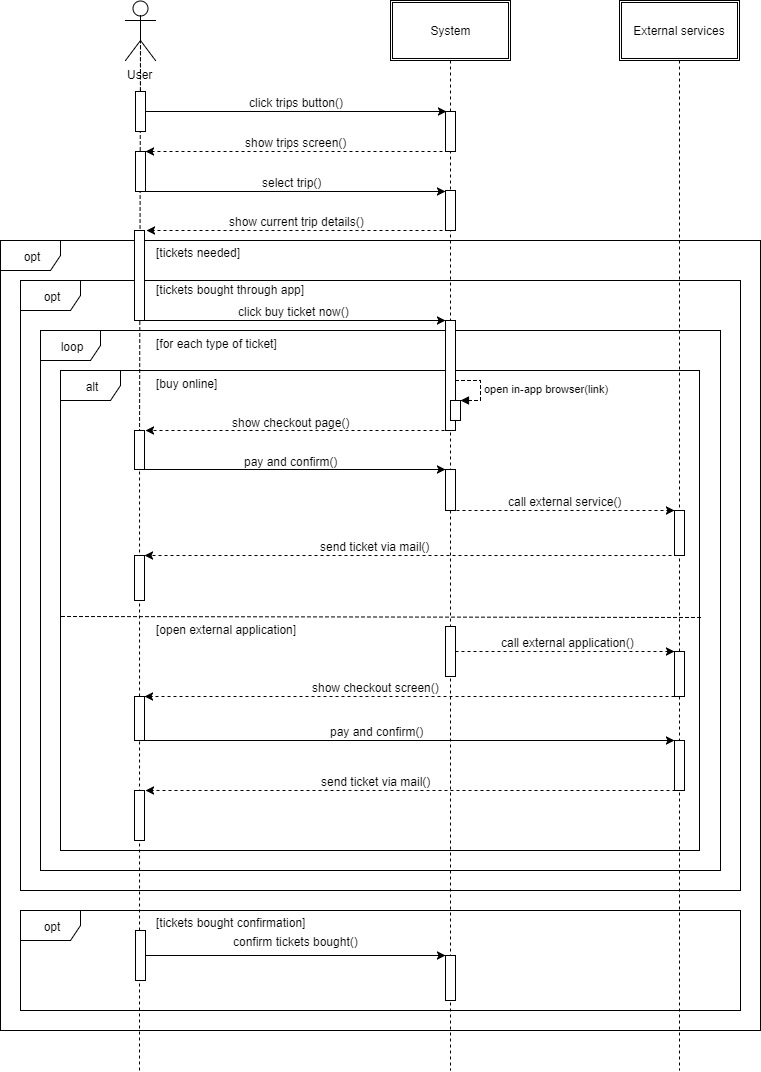 User
System
External services
click trips button()
show trips screen()
select trip()
show current trip details()
opt
[tickets needed]
opt
[tickets bought through app]
click buy ticket now()
loop
[for each type of ticket]
alt
[buy online]
open in-app browser(link)
show checkout page()
pay and confirm()
call external service()
send ticket via mail()
[open external application]
call external application()
show checkout screen()
pay and confirm()
send ticket via mail()
opt
[tickets bought confirmation]
confirm tickets bought()